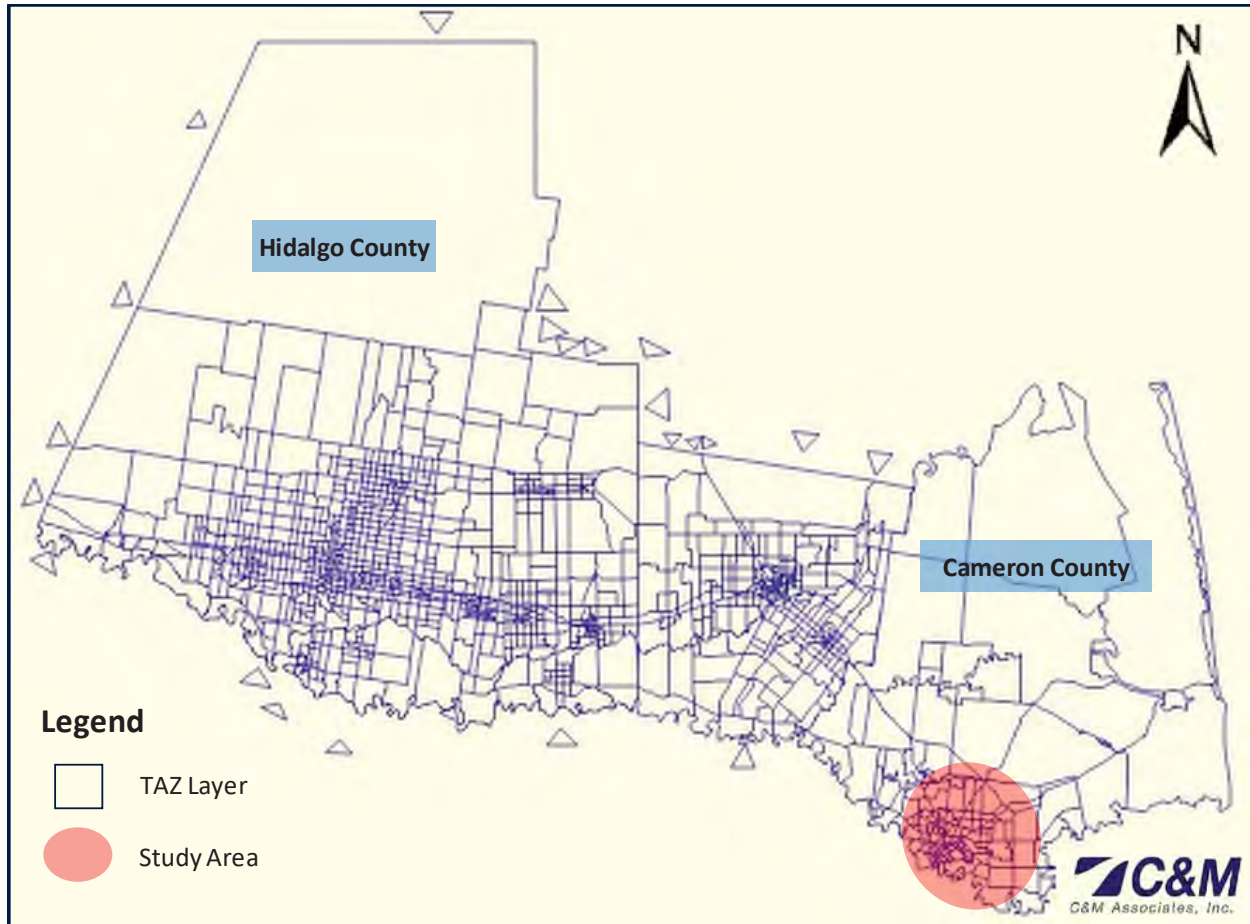 N
Hidalgo County
Cameron County
Legend
TAZ Layer
Study Area
C&M
C&M Associates, Inc.